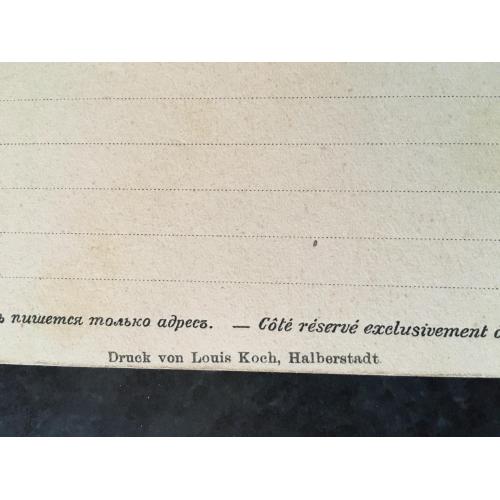 ь пишется только адресъ. — Côté réservé exclusivement
Druck von Louis Koch, Halberstadt.